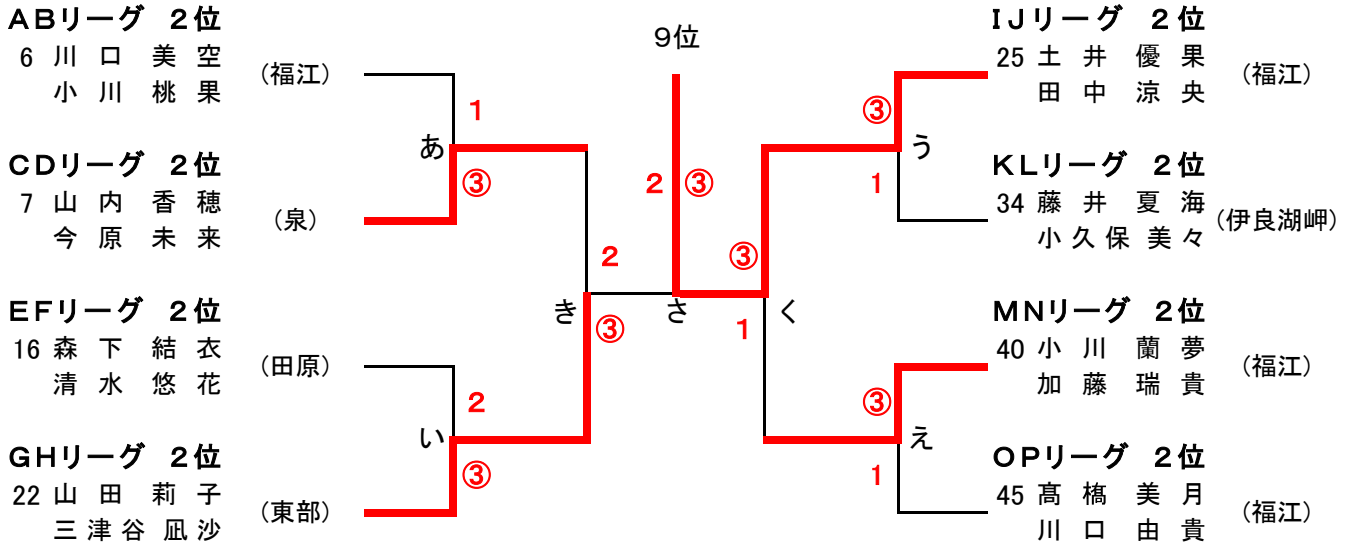 ABリーグ 2位
6 川口 美空
小川 桃果
(福江)
CDリーグ 2位
7 山内 香穂
今原 未来
(泉)
EFリーグ 2位
16 森下 結衣
清水 悠花
(田原)
GHリーグ 2位
22 山田 莉子
三津谷 凪沙
(東部)
1
あ
③
2
い
③
2
き
③
9位
2 ③
さ
③
1
く
③
う
1
③
え
1
IJリーグ 2位
25 土井 優果
田中 涼央
(福江)
KLリーグ 2位
34 藤井 夏海
小久保 美々
(伊良湖岬)
MNリーグ 2位
40 小川 蘭夢
加藤 瑞貴
(福江)
OPリーグ 2位
45 髙橋 美月
川口 由貴
(福江)